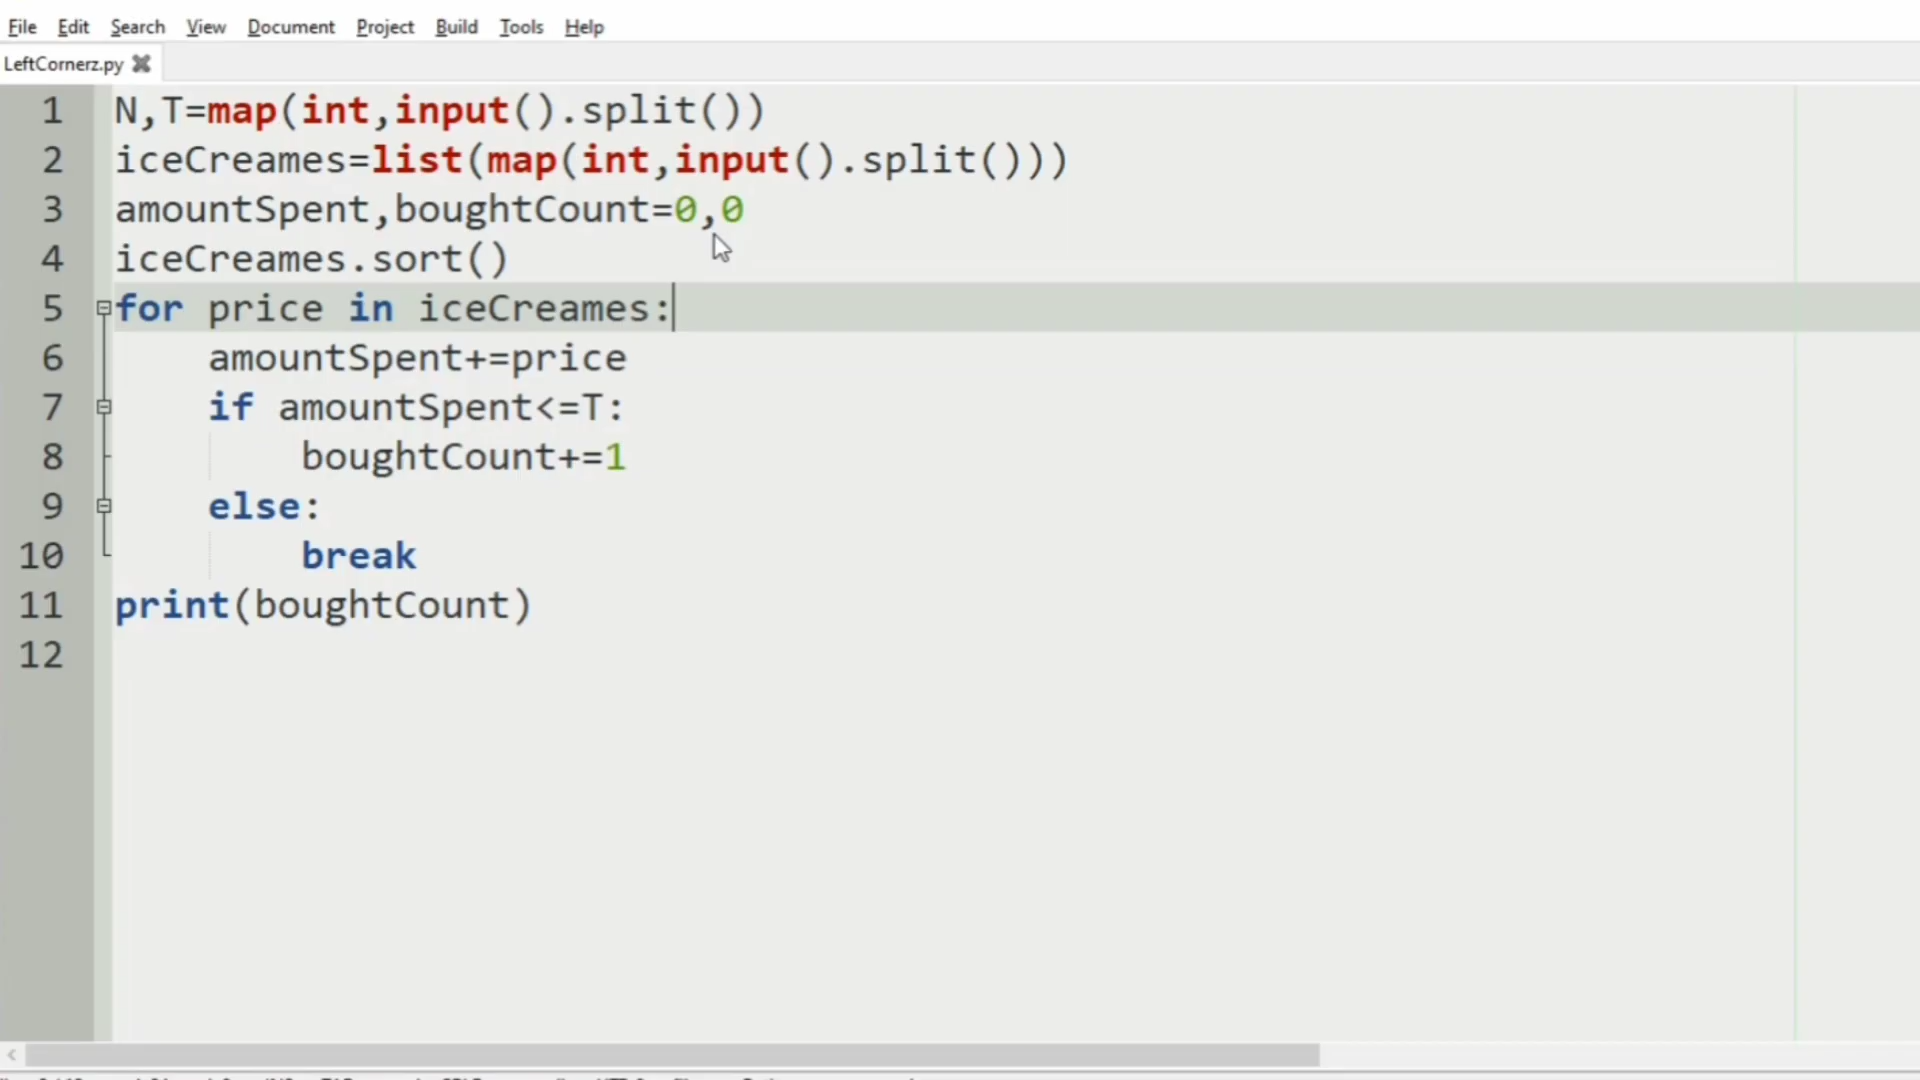 File Edit Search View Document Project Build Tools Help
LeftCornerz.py
1 N,T=map(int,input().split())
2 iceCreames=list(map(int,input().split()))
3 amountSpent,boughtCount=0,0
4 iceCreames.sort()
5 for price in iceCreames:
6     amountSpent+=price
7     if amountSpent<=T:
8         boughtCount+=1
9     else:
10         break
11 print(boughtCount)
12